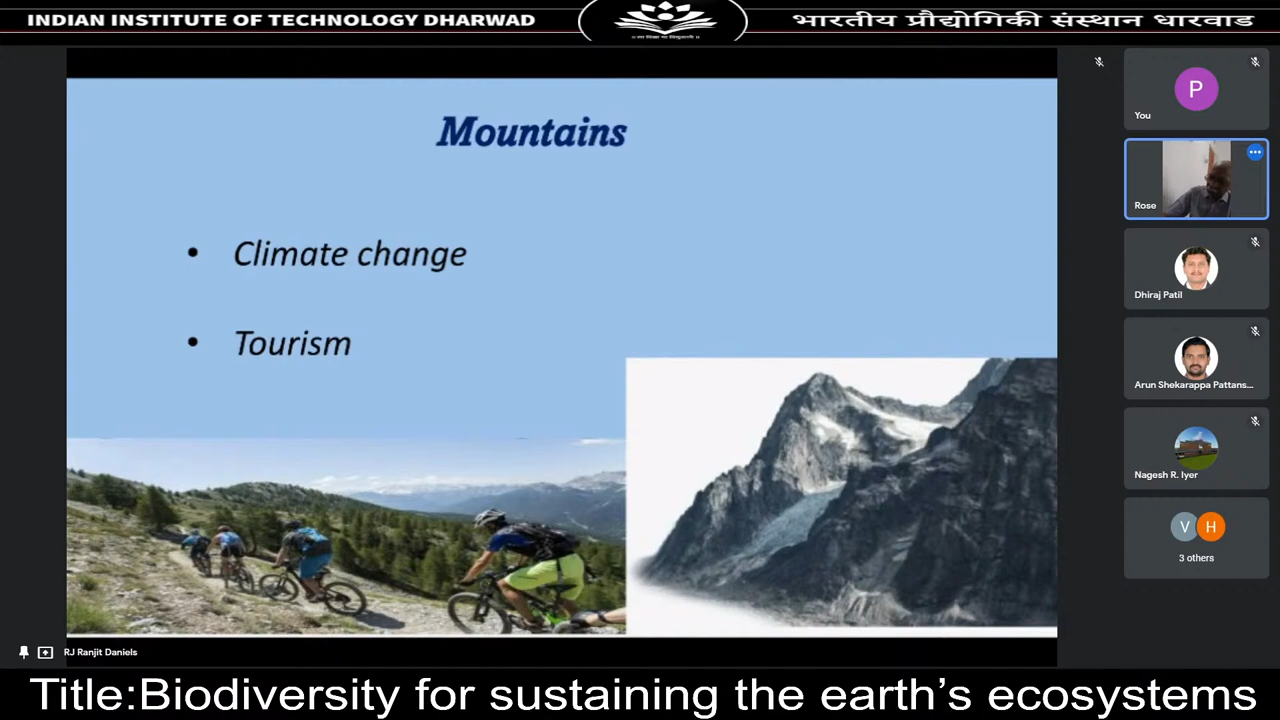 INDIAN INSTITUTE OF TECHNOLOGY DHARWAD
भारतीय प्रौद्योगिकी संस्थान धारवाड
Mountains
• Climate change
• Tourism
RJ Ranjit Daniels
P
You
Rose
Dhiraj Patil
Arun Shekarappa Pattans...
Nagesh R. Iyer
V H
3 others
Title:Biodiversity for sustaining the earth's ecosystems